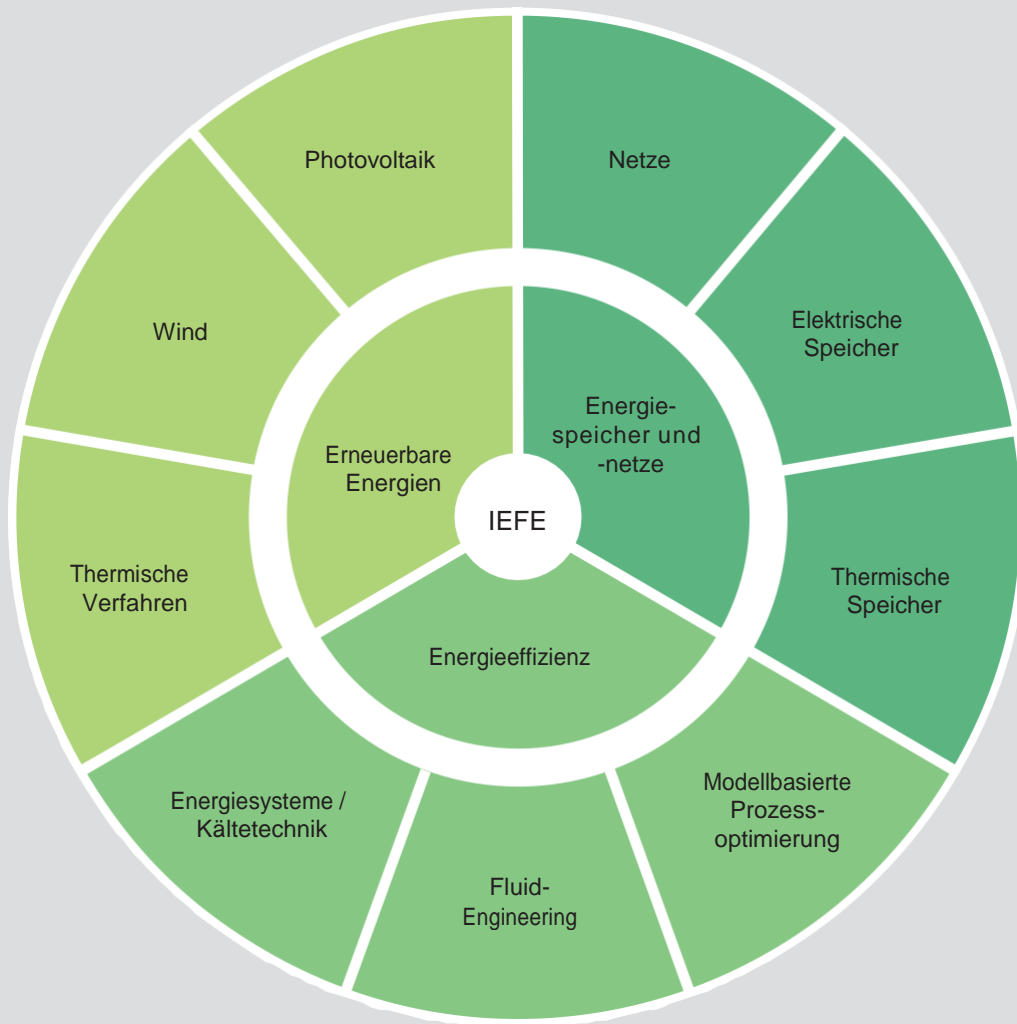 Photovoltaik
Netze
Wind
Elektrische
Speicher
Energie-
speicher und
-netze
Erneuerbare
Energien
IEFE
Thermische
Verfahren
Thermische
Speicher
Energieeffizienz
Energiesysteme /
Kältetechnik
Modellbasierte
Prozess-
optimierung
Fluid-
Engineering